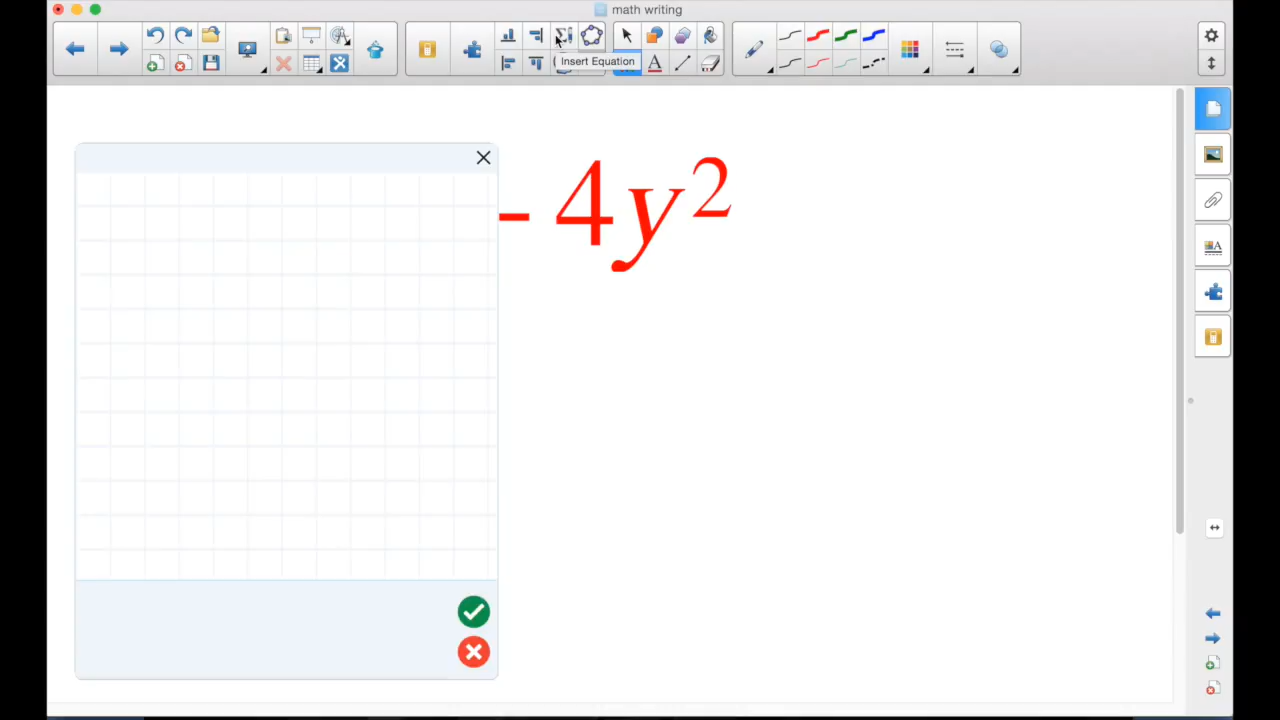 math writing
Insert Equation
- 4y²